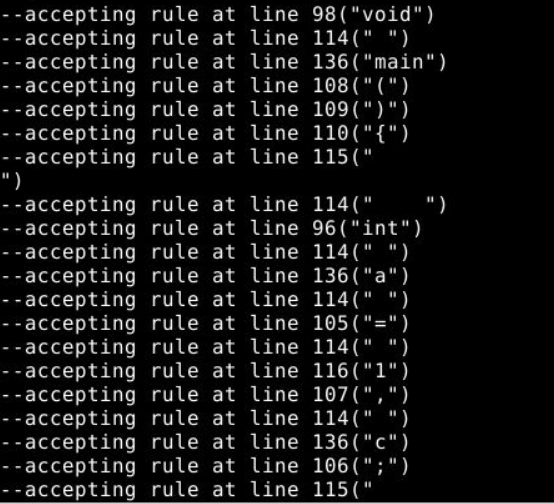 --accepting rule at line 98("void")
--accepting rule at line 114(" ")
--accepting rule at line 136("main")
--accepting rule at line 108("(")
--accepting rule at line 109(")")
--accepting rule at line 110("{")
--accepting rule at line 115("
")
--accepting rule at line 114("    ")
--accepting rule at line 96("int")
--accepting rule at line 114(" ")
--accepting rule at line 136("a")
--accepting rule at line 114(" ")
--accepting rule at line 105("=")
--accepting rule at line 114(" ")
--accepting rule at line 116("1")
--accepting rule at line 107(",")
--accepting rule at line 114(" ")
--accepting rule at line 136("c")
--accepting rule at line 106(";")
--accepting rule at line 115("